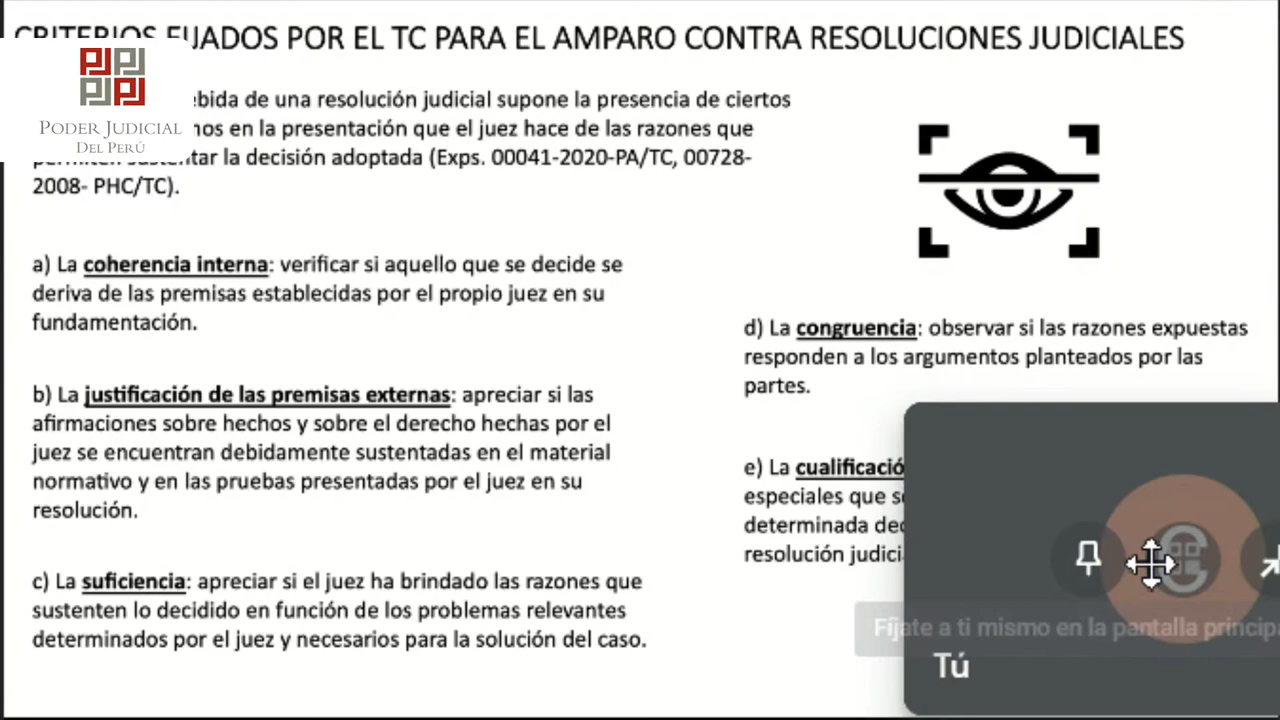 CRITERIOS FIJADOS POR EL TC PARA EL AMPARO CONTRA RESOLUCIONES JUDICIALES
PODER JUDICIAL
DEL PERÚ
ebida de una resolución judicial supone la presencia de ciertos
nos en la presentación que el juez hace de las razones que
permiten sustentar la decisión adoptada (Exps. 00041-2020-PA/TC, 00728-
2008- PHC/TC).
a) La coherencia interna: verificar si aquello que se decide se
deriva de las premisas establecidas por el propio juez en su
fundamentación.
b) La justificación de las premisas externas: apreciar si las
afirmaciones sobre hechos y sobre el derecho hechas por el
juez se encuentran debidamente sustentadas en el material
normativo y en las pruebas presentadas por el juez en su
resolución.
c) La suficiencia: apreciar si el juez ha brindado las razones que
sustenten lo decidido en función de los problemas relevantes
determinados por el juez y necesarios para la solución del caso.
d) La congruencia: observar si las razones expuestas
responden a los argumentos planteados por las
partes.
e) La cualificació
especiales que s
determinada de
resolución judici
Fíjate a ti mismo en la pantalla princip
Tú